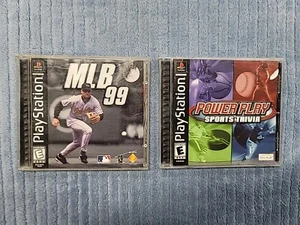 PlayStation
MLB
99
E
PlayStation
POWER PLAY
SPORTS TRIVIA
E